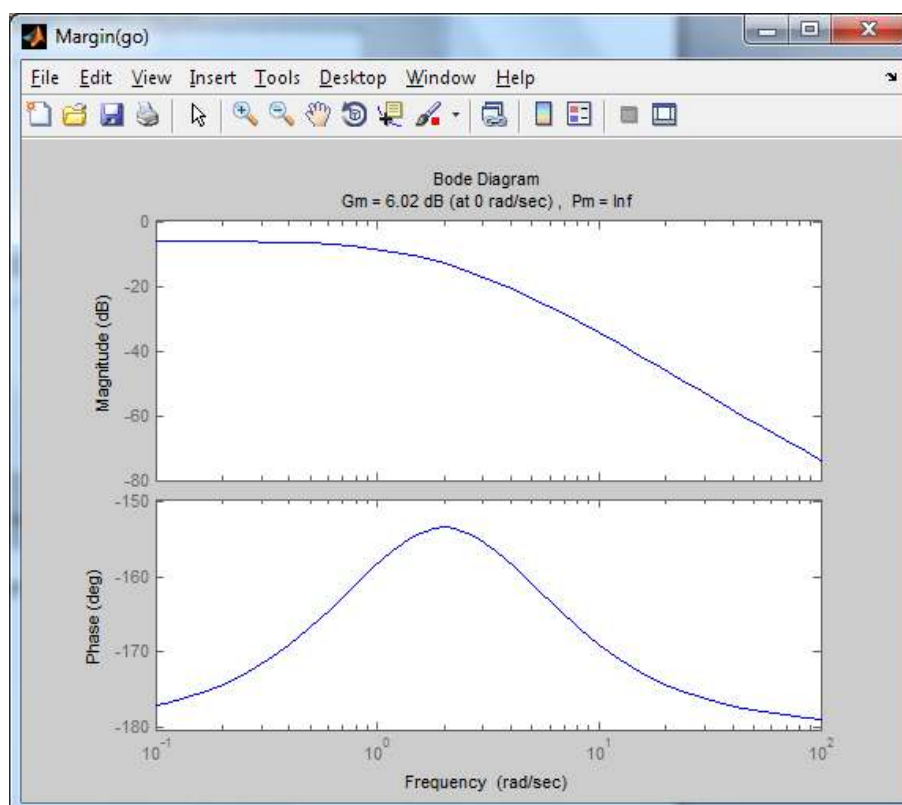 Margin(go)
File Edit View Insert Tools Desktop Window Help
Bode Diagram
Gm = 6.02 dB (at 0 rad/sec) , Pm = Inf
Magnitude (dB)
0
-20
-40
-60
-80
Phase (deg)
-150
-160
-170
-180
10^-1 10^0 10^1 10^2
Frequency (rad/sec)